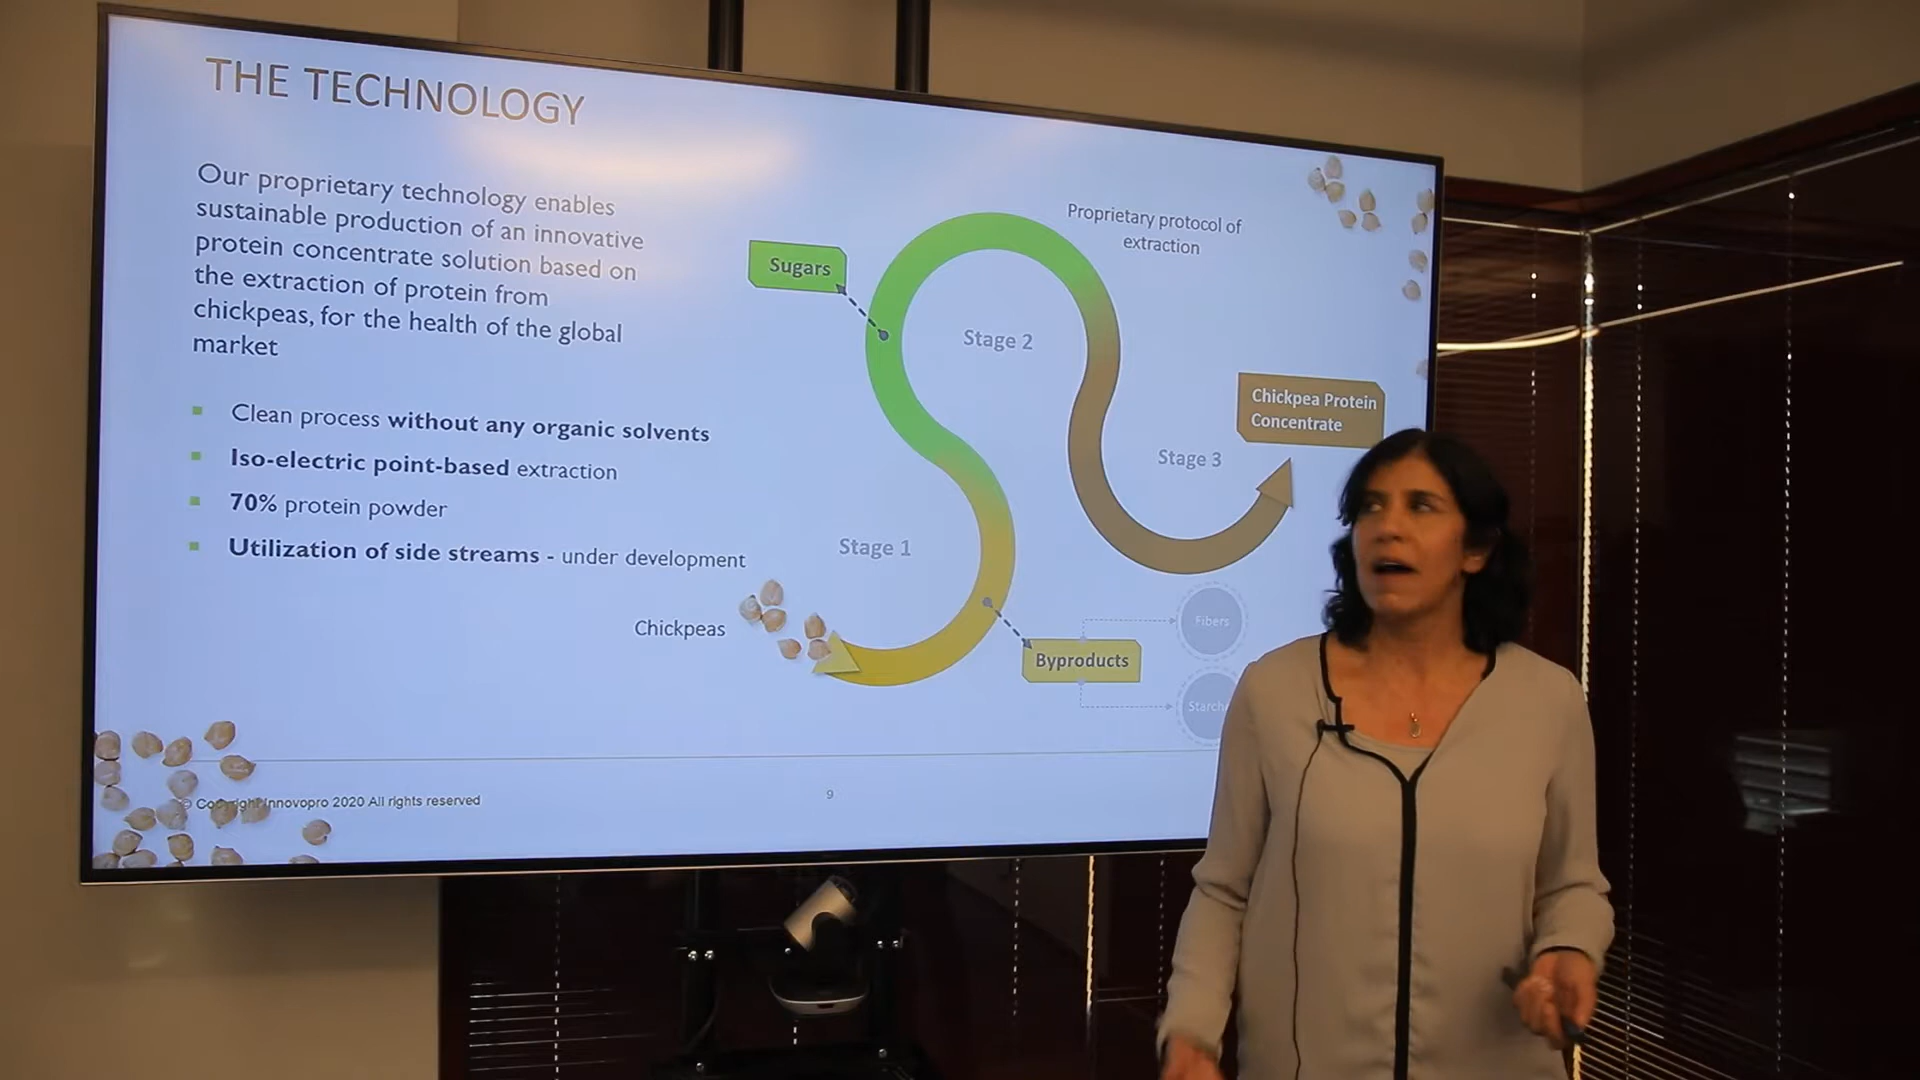 THE TECHNOLOGY
Our proprietary technology enables
sustainable production of an innovative
protein concentrate solution based on
the extraction of protein from
chickpeas, for the health of the global
market
Clean process without any organic solvents
Iso-electric point-based extraction
70% protein powder
Utilization of side streams - under development
Proprietary protocol of
extraction
Sugars
Stage 2
Chickpea Protein
Concentrate
Stage 3
Stage 1
Chickpeas
Byproducts
Fibers
Starch
© Copyright Innovopro 2020 All rights reserved
9